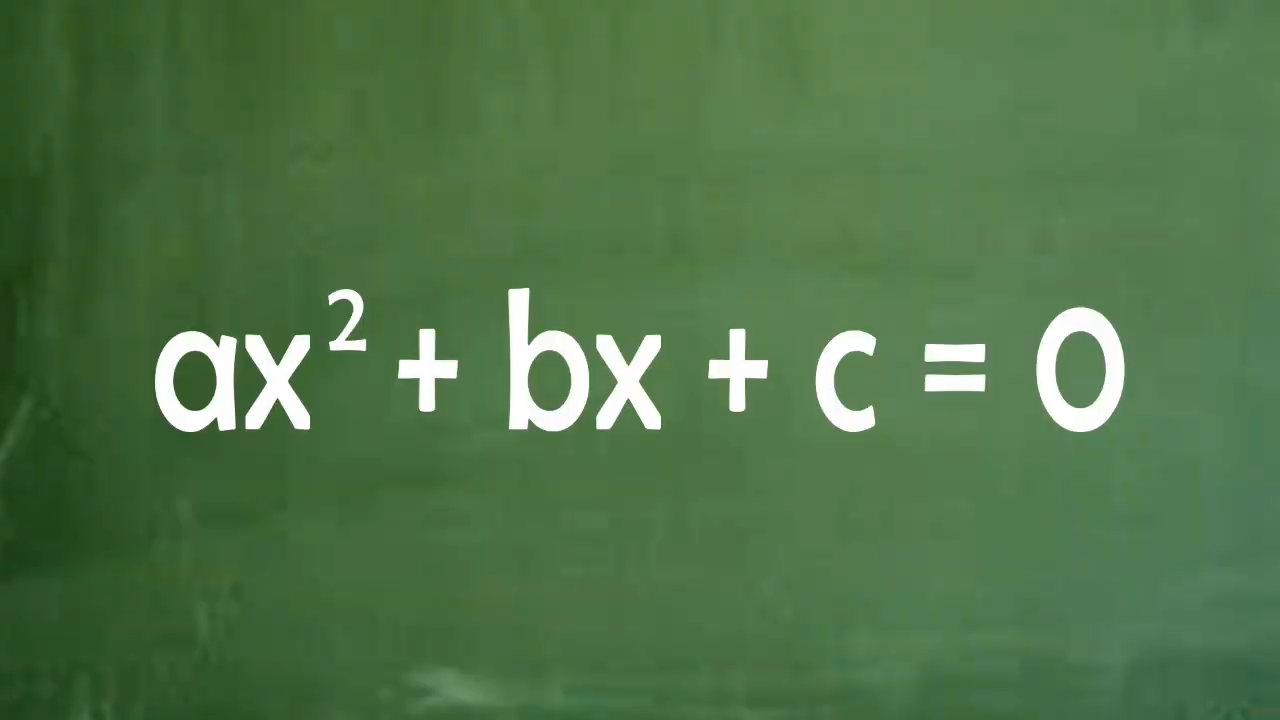 ax² + bx + c = 0